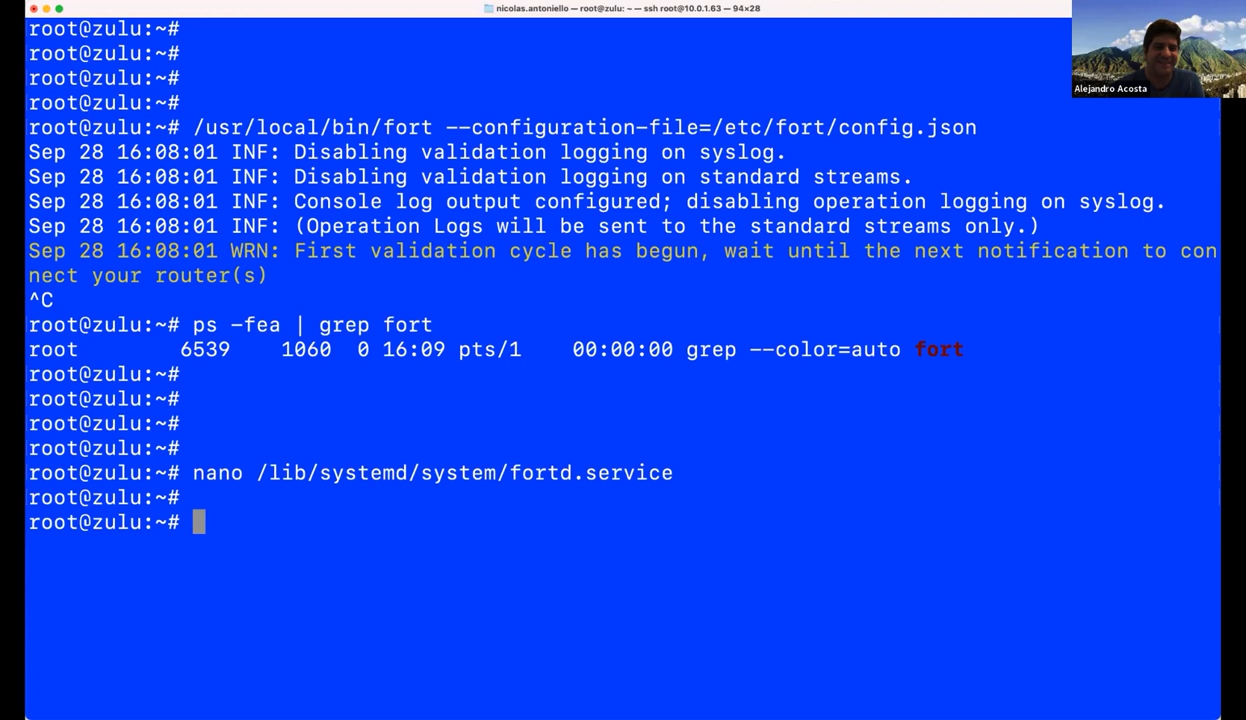 nicolas.antoniello — root@zulu: ~ — ssh root@10.0.1.63 — 94×28
root@zulu:~#
root@zulu:~#
root@zulu:~#
root@zulu:~#
root@zulu:~# /usr/local/bin/fort --configuration-file=/etc/fort/config.json
Sep 28 16:08:01 INF: Disabling validation logging on syslog.
Sep 28 16:08:01 INF: Disabling validation logging on standard streams.
Sep 28 16:08:01 INF: Console log output configured; disabling operation logging on syslog.
Sep 28 16:08:01 INF: (Operation Logs will be sent to the standard streams only.)
Sep 28 16:08:01 WRN: First validation cycle has begun, wait until the next notification to con
nect your router(s)
^C
root@zulu:~# ps -fea | grep fort
root        6539    1060  0 16:09 pts/1    00:00:00 grep --color=auto fort
root@zulu:~#
root@zulu:~#
root@zulu:~#
root@zulu:~#
root@zulu:~# nano /lib/systemd/system/fortd.service
root@zulu:~#
root@zulu:~#
Alejandro Acosta